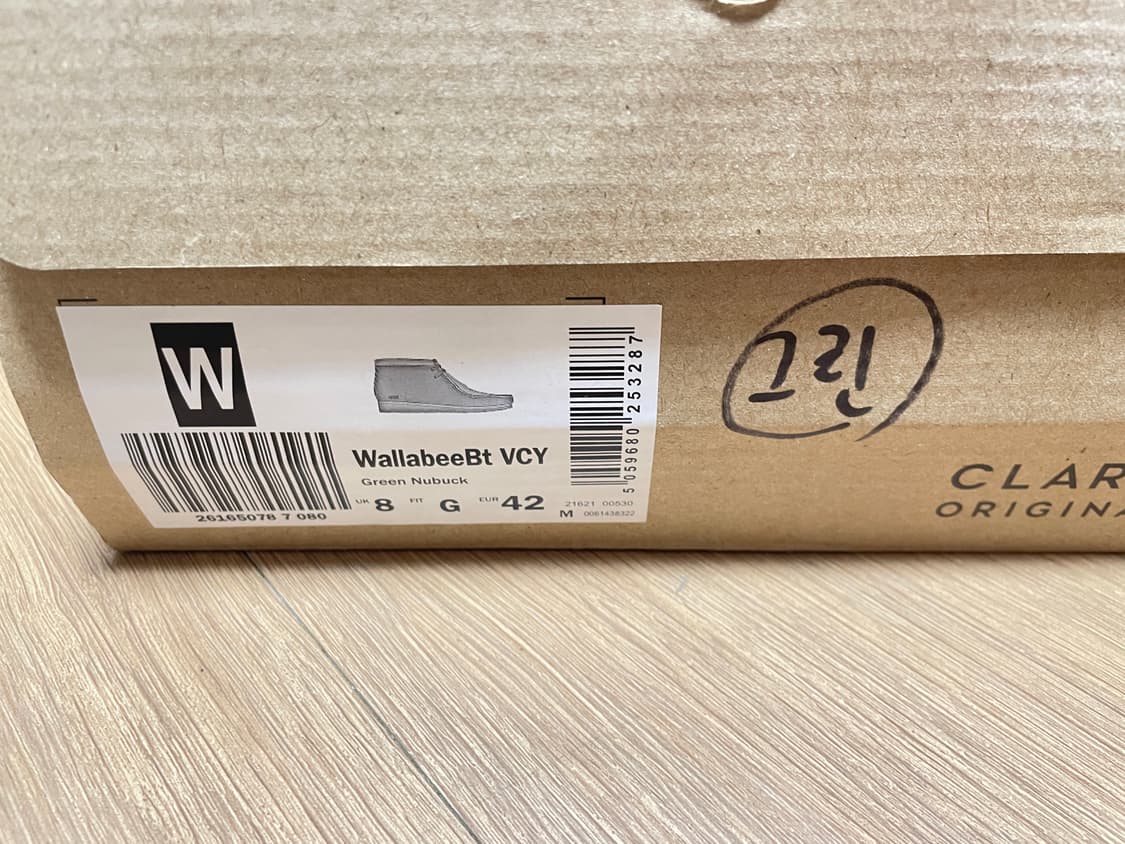 W
26165078 7 080
WallabeeBt VCY
Green Nubuck
UK 8 FIT G EUR 42
5 059680 253287
21621 00530
M 0061438322
그린
CLAR
ORIGINA